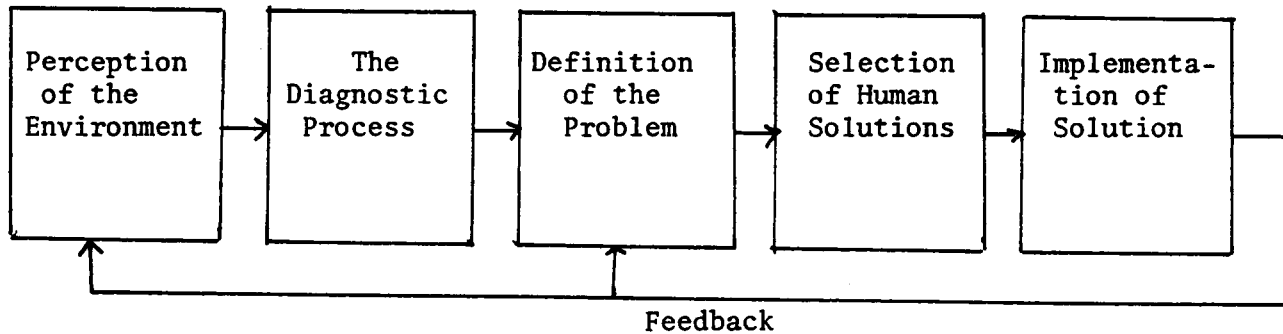 Perception
of the
Environment
The
Diagnostic
Process
Definition
of the
Problem
Selection
of Human
Solutions
Implementa-
tion of
Solution
Feedback